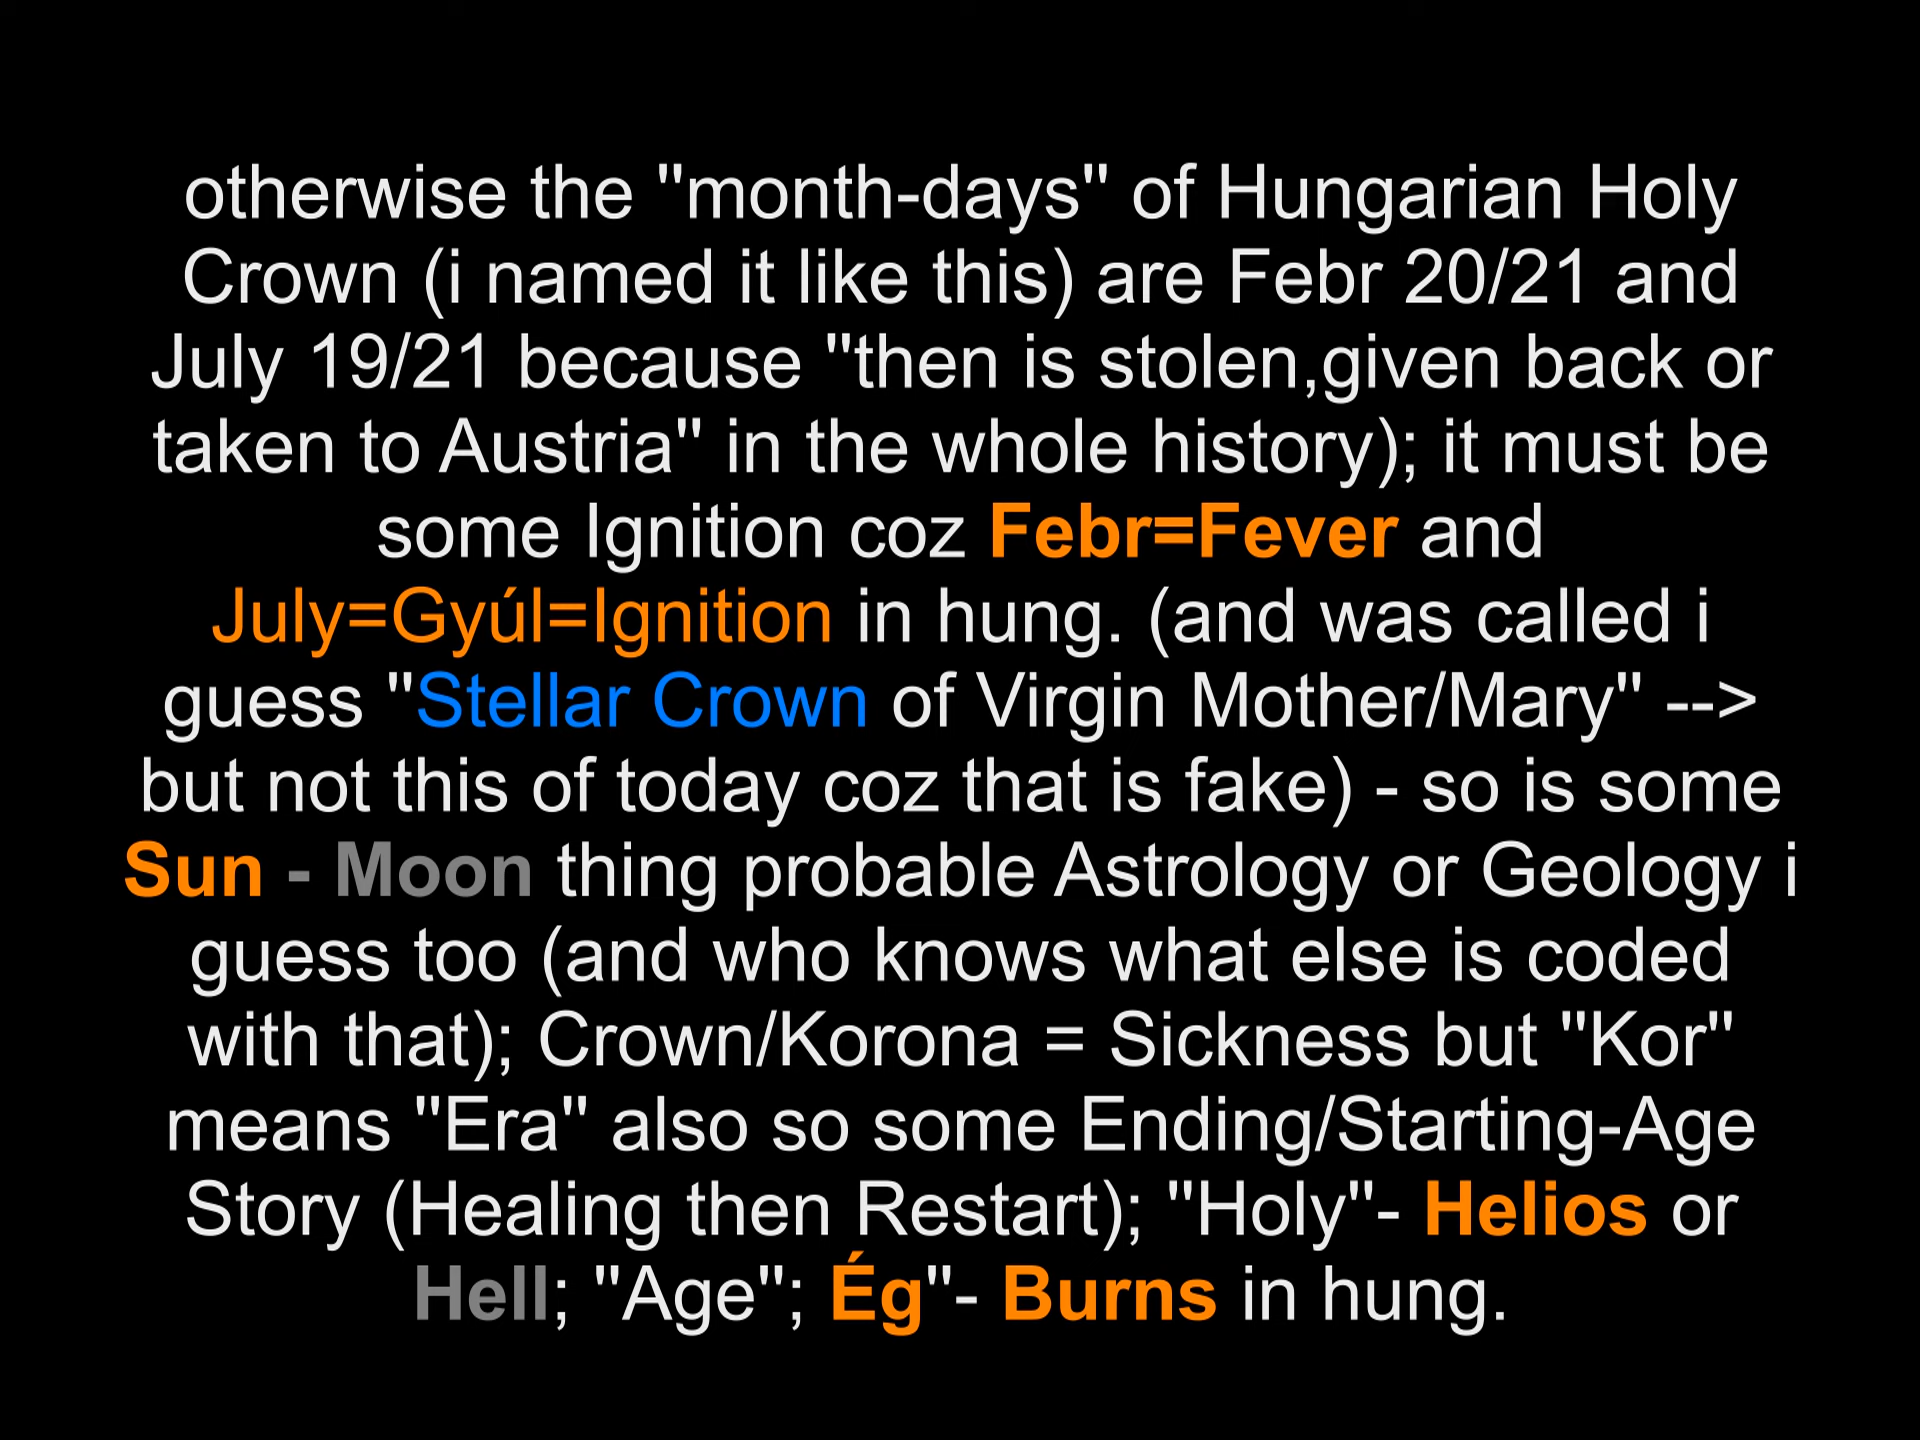 otherwise the "month-days" of Hungarian Holy
Crown (i named it like this) are Febr 20/21 and
July 19/21 because "then is stolen,given back or
taken to Austria" in the whole history); it must be
some Ignition coz Febr=Fever and
July=Gyúl=Ignition in hung. (and was called i
guess "Stellar Crown of Virgin Mother/Mary" -->
but not this of today coz that is fake) - so is some
Sun - Moon thing probable Astrology or Geology i
guess too (and who knows what else is coded
with that); Crown/Korona = Sickness but "Kor"
means "Era" also so some Ending/Starting-Age
Story (Healing then Restart); "Holy"- Helios or
Hell; "Age"; Ég"- Burns in hung.